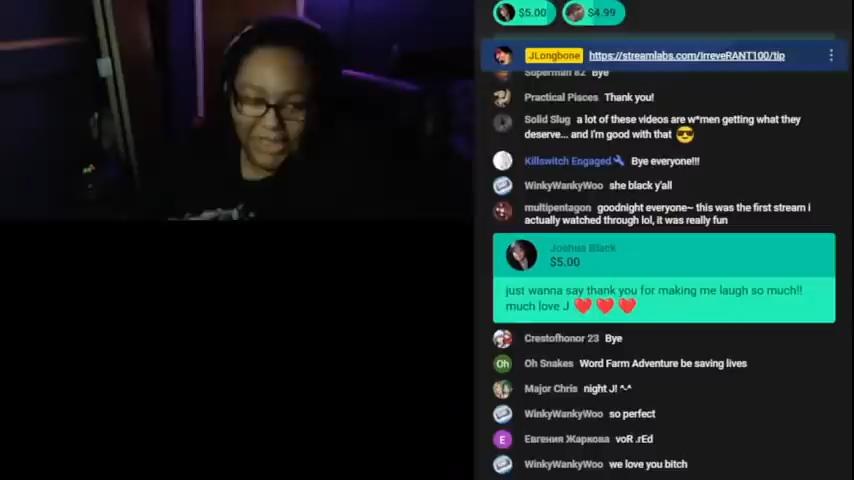 $5.00 $4.99
JLongbone https://streamlabs.com/IrreveRANT100/tip
Superman 82 Bye
Practical Pisces Thank you!
Solid Slug a lot of these videos are w*men getting what they
deserve... and I'm good with that 😎
Killswitch Engaged Bye everyone!!!
WinkyWankyWoo she black y'all
multipentagon goodnight everyone~ this was the first stream i
actually watched through lol, it was really fun
Joshua Black
$5.00
just wanna say thank you for making me laugh so much!!
much love J ❤️ ❤️ ❤️
Crestofhonor 23 Bye
Oh Oh Snakes Word Farm Adventure be saving lives
Major Chris night J! ^-^
WinkyWankyWoo so perfect
E Евгения Жаркова voR .rEd
WinkyWankyWoo we love you bitch